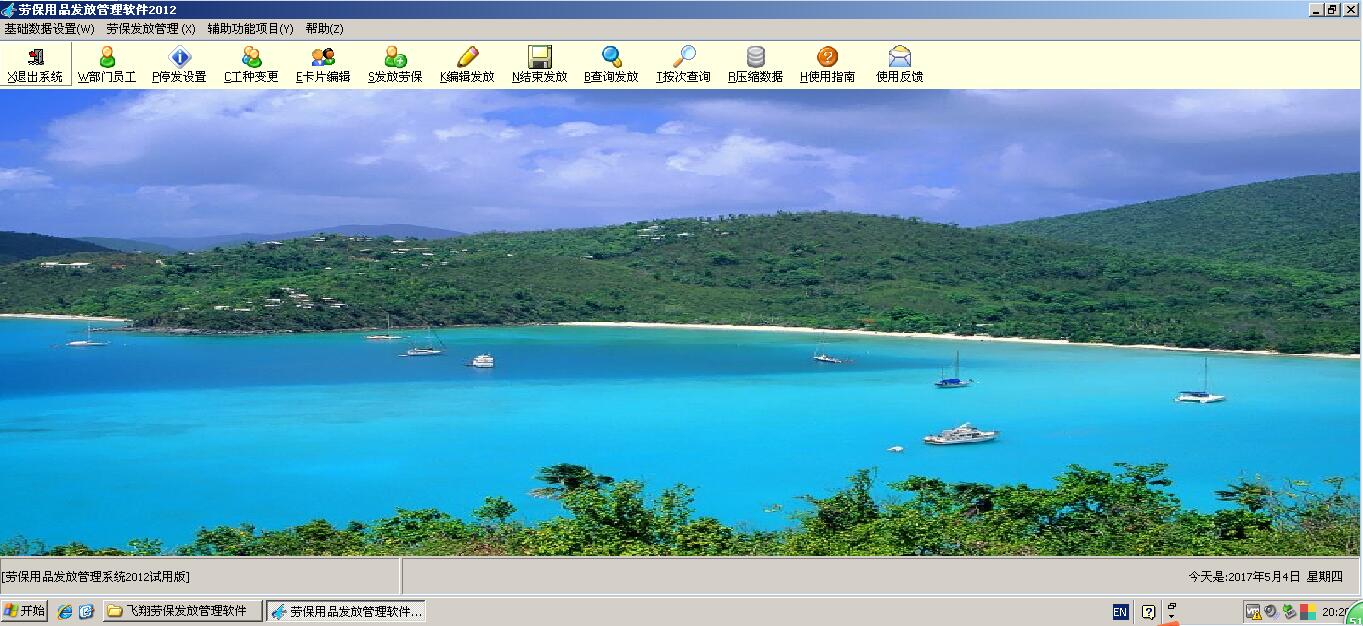 劳保用品发放管理软件2012
基础数据设置(W) 劳保发放管理(X) 辅助功能项目(Y) 帮助(Z)
X退出系统 W部门员工 P停发设置 C工种变更 E卡片编辑 S发放劳保 K编辑发放 N结束发放 B查询发放 T按次查询 R压缩数据 H使用指南 使用反馈
[劳保用品发放管理系统2012试用版] 今天是:2017年5月4日 星期四
开始 飞翔劳保发放管理软件 劳保用品发放管理软件... EN 20:20